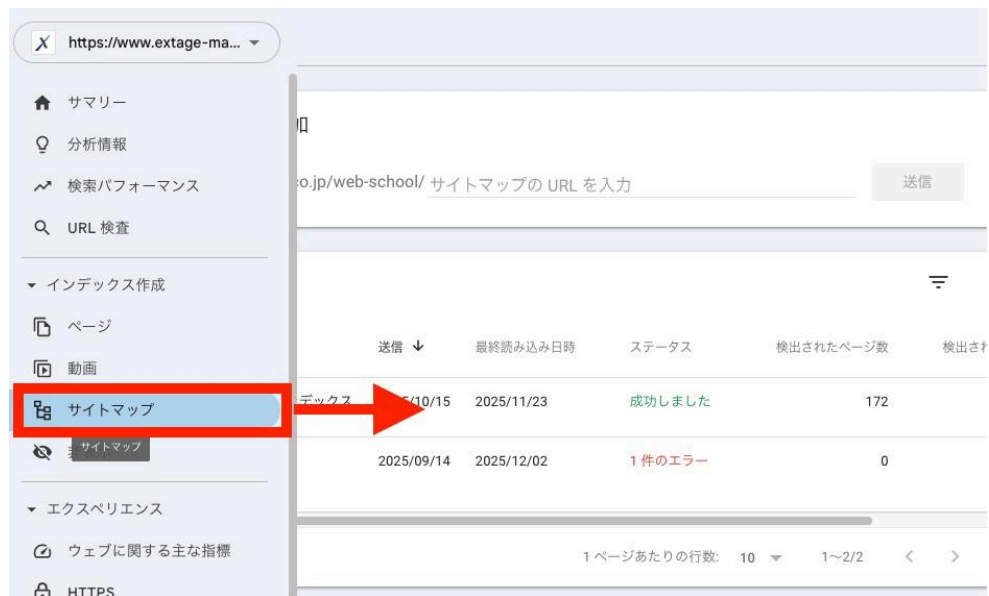 https://www.extage-ma...
サマリー
分析情報
検索パフォーマンス
URL 検査
インデックス作成
ページ
動画
サイトマップ
サイトマップ
エクスペリエンス
ウェブに関する主な指標
HTTPS
加
co.jp/web-school/ サイトマップの URL を入力 送信
送信 最終読み込み日時 ステータス 検出されたページ数 検出され
デックス 10/15 2025/11/23 成功しました 172
2025/09/14 2025/12/02 1 件のエラー 0
1 ページあたりの行数: 10 1~2/2